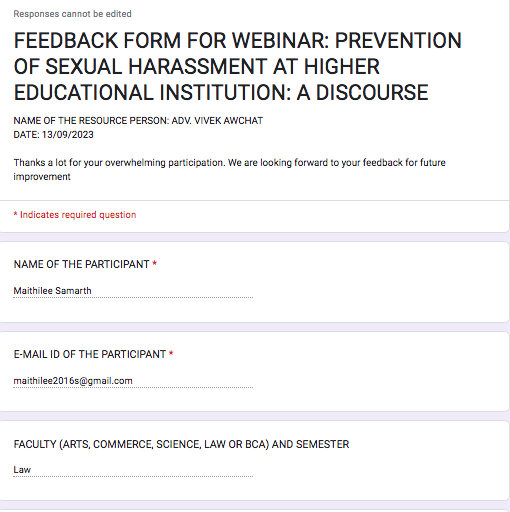 Responses cannot be edited
FEEDBACK FORM FOR WEBINAR: PREVENTION
OF SEXUAL HARASSMENT AT HIGHER
EDUCATIONAL INSTITUTION: A DISCOURSE
NAME OF THE RESOURCE PERSON: ADV. VIVEK AWCHAT
DATE: 13/09/2023
Thanks a lot for your overwhelming participation. We are looking forward to your feedback for future
improvement
* Indicates required question
NAME OF THE PARTICIPANT *
Maithilee Samarth
E-MAIL ID OF THE PARTICIPANT *
maithilee2016s@gmail.com
FACULTY (ARTS, COMMERCE, SCIENCE, LAW OR BCA) AND SEMESTER
Law